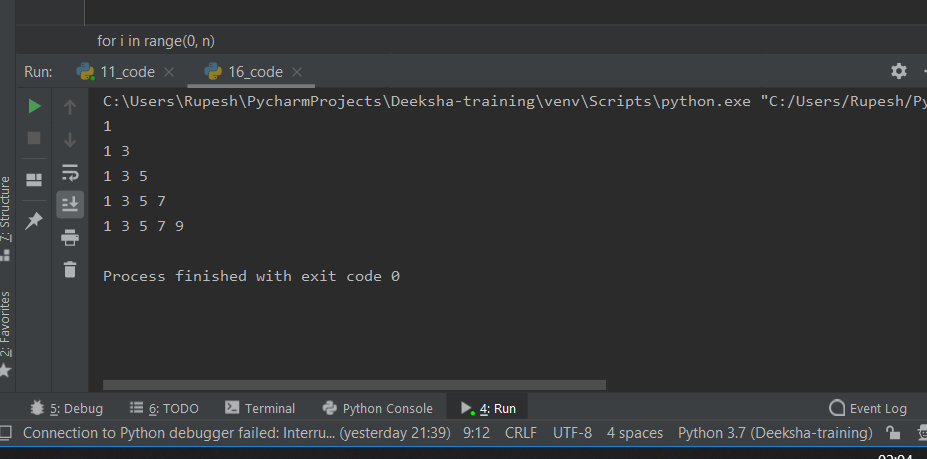 for i in range(0, n)
Run: 11_code 16_code
C:\Users\Rupesh\PycharmProjects\Deeksha-training\venv\Scripts\python.exe "C:/Users/Rupesh/Py
1
1 3
1 3 5
1 3 5 7
1 3 5 7 9
Process finished with exit code 0
7: Structure
2: Favorites
5: Debug 6: TODO Terminal Python Console 4: Run Event Log
Connection to Python debugger failed: Interru... (yesterday 21:39) 9:12 CRLF UTF-8 4 spaces Python 3.7 (Deeksha-training)